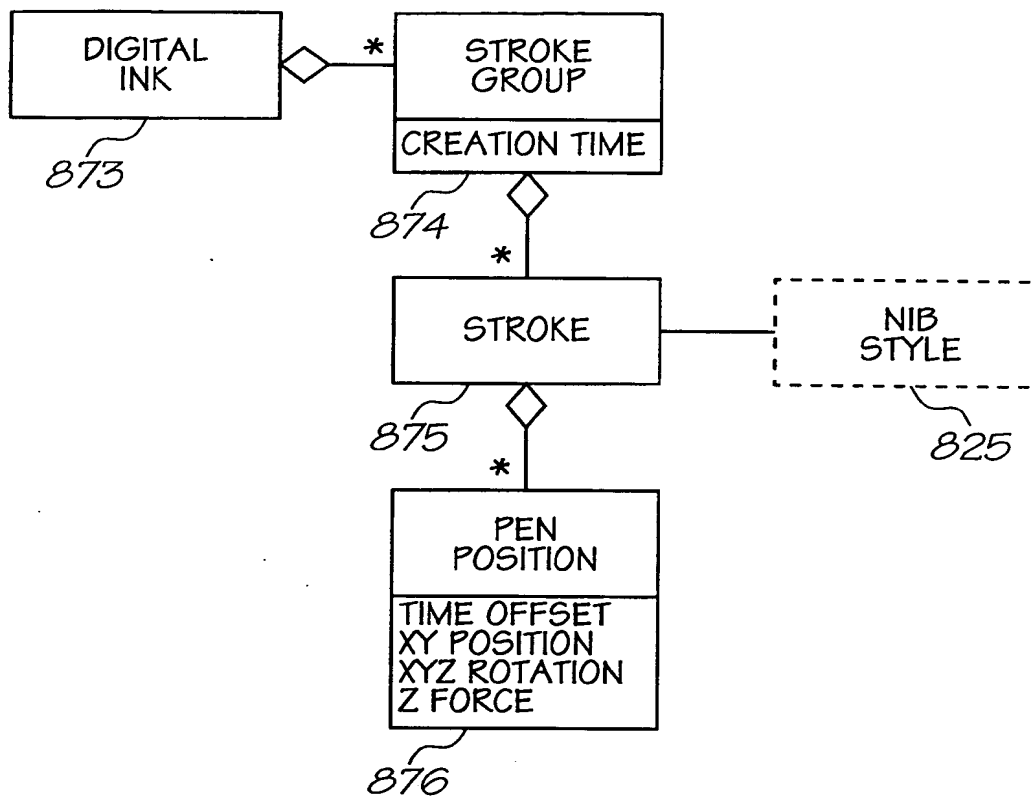 DIGITAL
INK
873
*
STROKE
GROUP
CREATION TIME
874
*
STROKE
875
NIB
STYLE
825
*
PEN
POSITION
TIME OFFSET
XY POSITION
XYZ ROTATION
Z FORCE
876